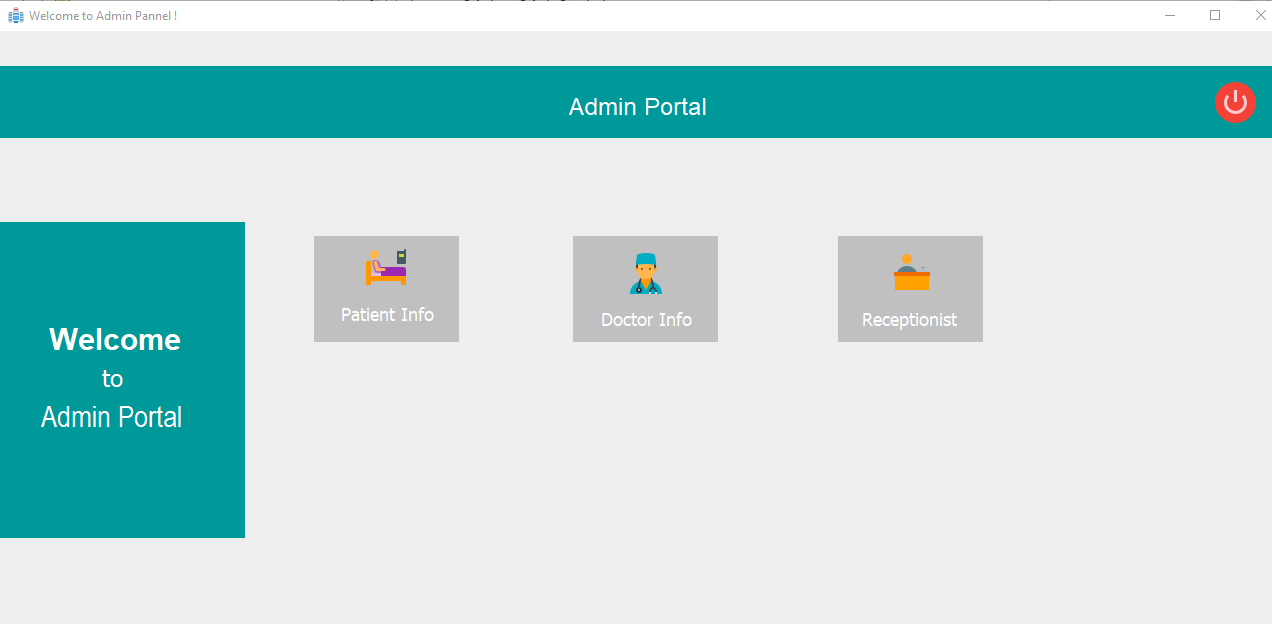 Welcome to Admin Pannel !
Admin Portal
Welcome
to
Admin Portal
Patient Info
Doctor Info
Receptionist